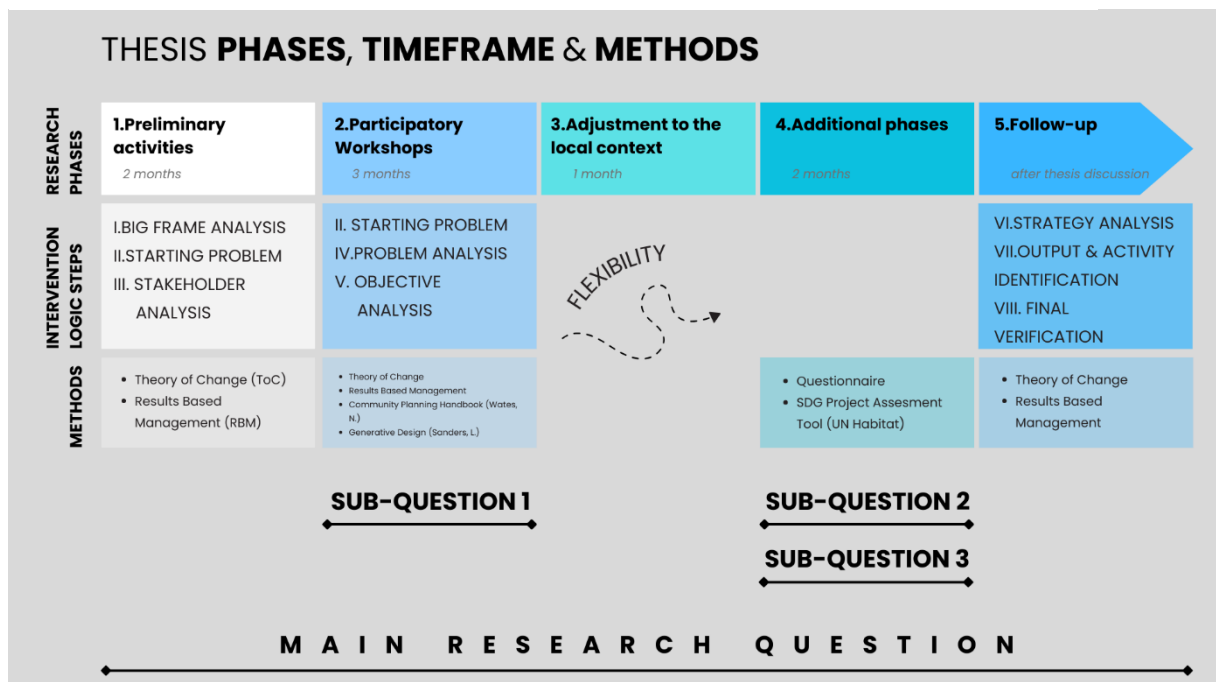 THESIS PHASES, TIMEFRAME & METHODS
RESEARCH
PHASES
1.Preliminary
activities
2 months
2.Participatory
Workshops
3 months
3.Adjustment to the
local context
1 month
4.Additional phases
2 months
5.Follow-up
after thesis discussion
INTERVENTION
LOGIC STEPS
I.BIG FRAME ANALYSIS
II.STARTING PROBLEM
III. STAKEHOLDER
ANALYSIS
II. STARTING PROBLEM
IV.PROBLEM ANALYSIS
V. OBJECTIVE
ANALYSIS
FLEXIBILITY
VI.STRATEGY ANALYSIS
VII.OUTPUT & ACTIVITY
IDENTIFICATION
VIII. FINAL
VERIFICATION
METHODS
• Theory of Change (ToC)
• Results Based
Management (RBM)
• Theory of Change
• Results Based Management
• Community Planning Handbook (Wates,
N.)
• Generative Design (Sanders, L.)
• Questionnaire
• SDG Project Assesment
Tool (UN Habitat)
• Theory of Change
• Results Based
Management
SUB-QUESTION 1
SUB-QUESTION 2
SUB-QUESTION 3
MAIN RESEARCH QUESTION